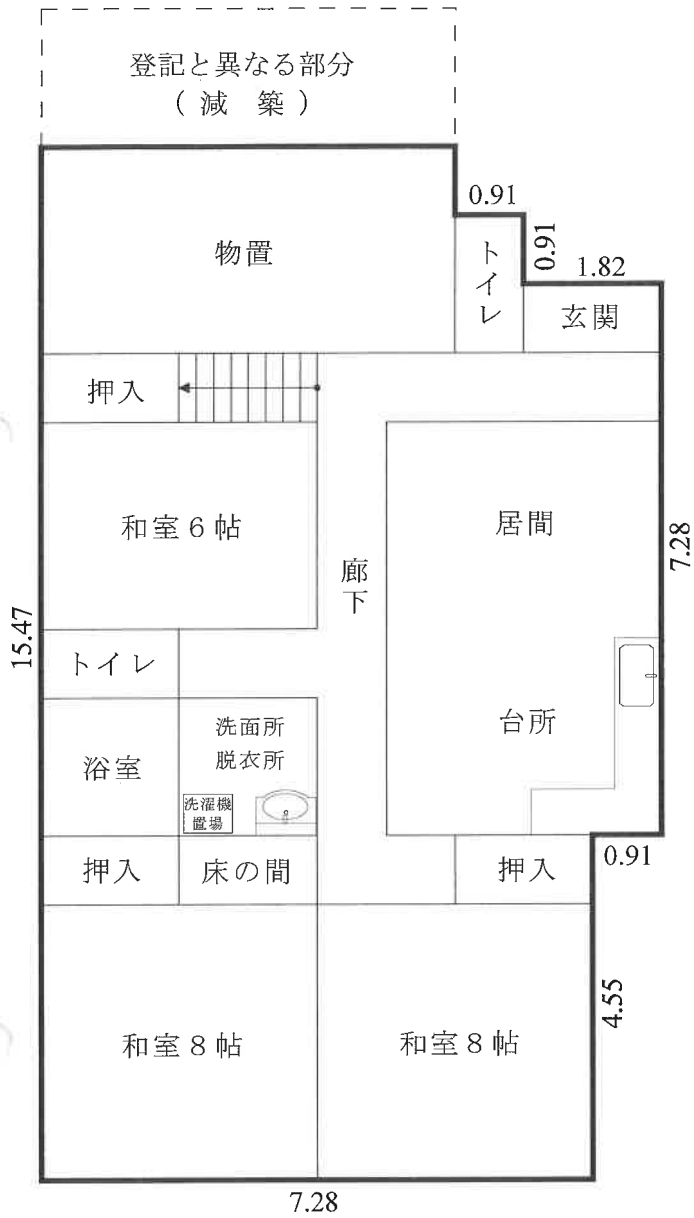 登記と異なる部分
(減 築)
0.91
物置
トイレ
0.91
1.82
玄関
押入
和室6帖
居間
廊下
7.28
15.47
トイレ
台所
浴室
洗面所
脱衣所
洗濯機
置場
押入
床の間
押入
0.91
4.55
和室8帖
和室8帖
7.28